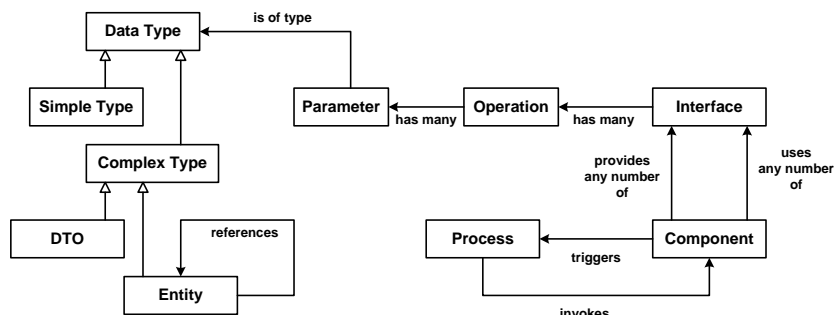 is of type
Data Type
Simple Type
Parameter
Operation
Interface
has many
has many
Complex Type
provides
any number
of
uses
any number
of
DTO
references
Process
Component
triggers
Entity
invokes